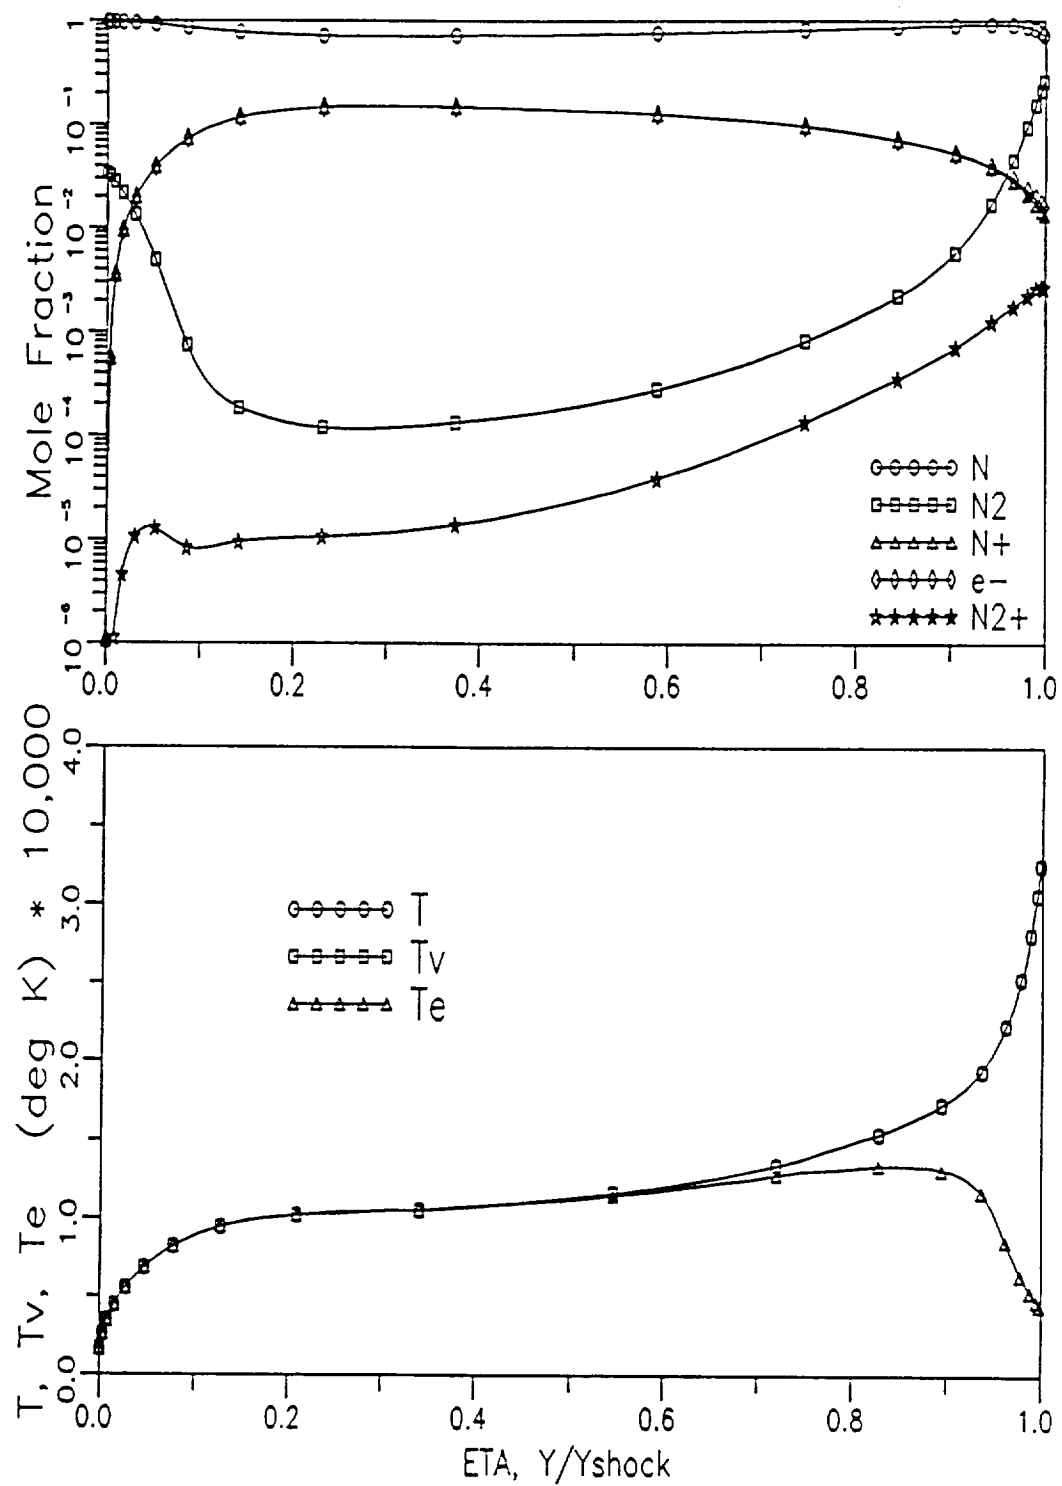 Mole Fraction
1
10 -1
10 -2
10 -3
10 -4
10 -5
10 -6
N
N2
N+
e-
N2+
0.0 0.2 0.4 0.6 0.8 1.0
T, Tv, Te (deg K) * 10,000
4.0
3.0
2.0
1.0
0.0
T
Tv
Te
0.0 0.2 0.4 0.6 0.8 1.0
ETA, Y/Yshock